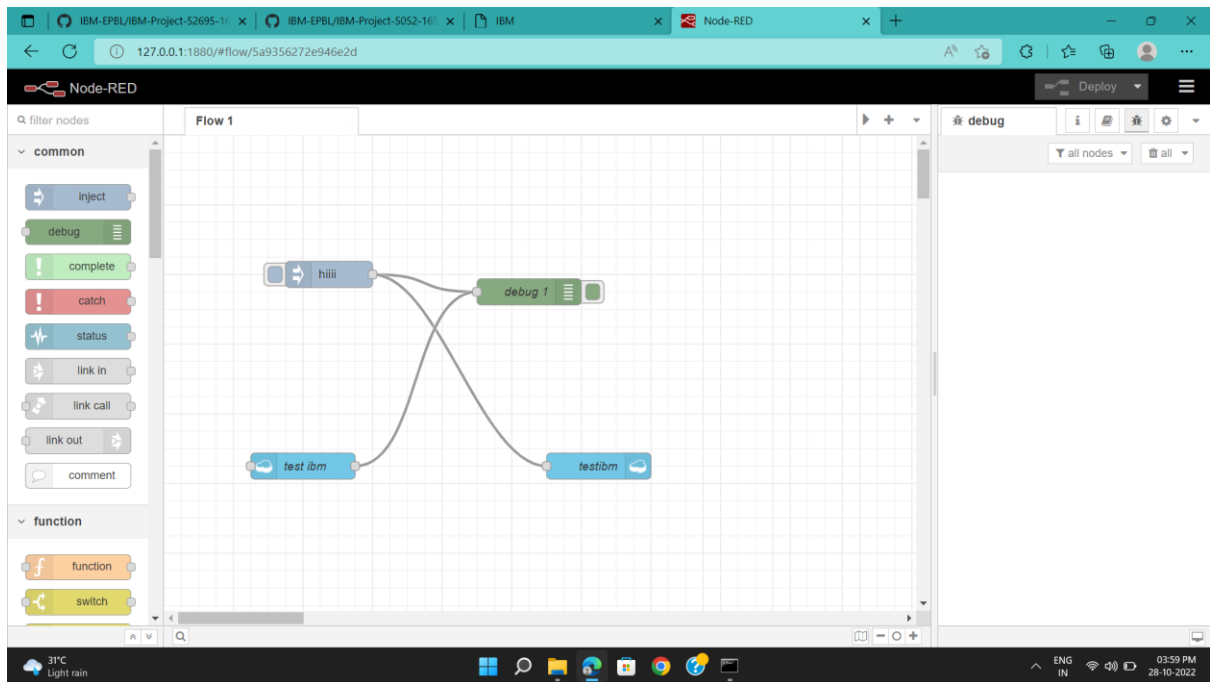 IBM-EPBL/IBM-Project-52695-16
IBM-EPBL/IBM-Project-5052-165
IBM
Node-RED
127.0.0.1:1880/#flow/5a9356272e946e2d
Node-RED
Deploy
filter nodes
Flow 1
debug
i
all nodes
all
common
inject
debug
complete
catch
status
link in
link call
link out
comment
function
function
switch
hiiii
debug 1
test ibm
testibm
31°C
Light rain
ENG
IN
03:59 PM
28-10-2022